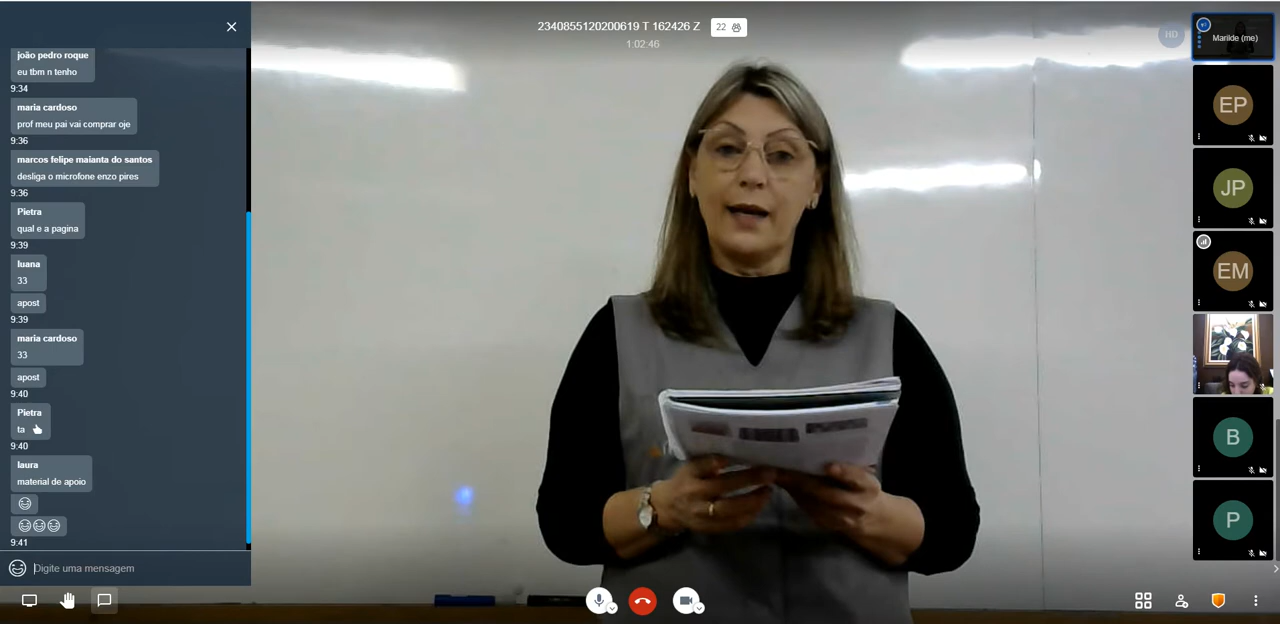 joão pedro roque
eu tbm n tenho
9:34
maria cardoso
prof meu pai vai comprar oje
9:36
marcos felipe maianta do santos
desliga o microfone enzo pires
9:36
Pietra
qual e a pagina
9:39
luana
33
apost
9:39
maria cardoso
33
apost
9:40
Pietra
ta
9:40
laura
material de apoio
9:41
Digite uma mensagem
2340855120200619 T 162426 Z
22
1:02:46
HD
Marilde (me)
EP
JP
EM
B
P